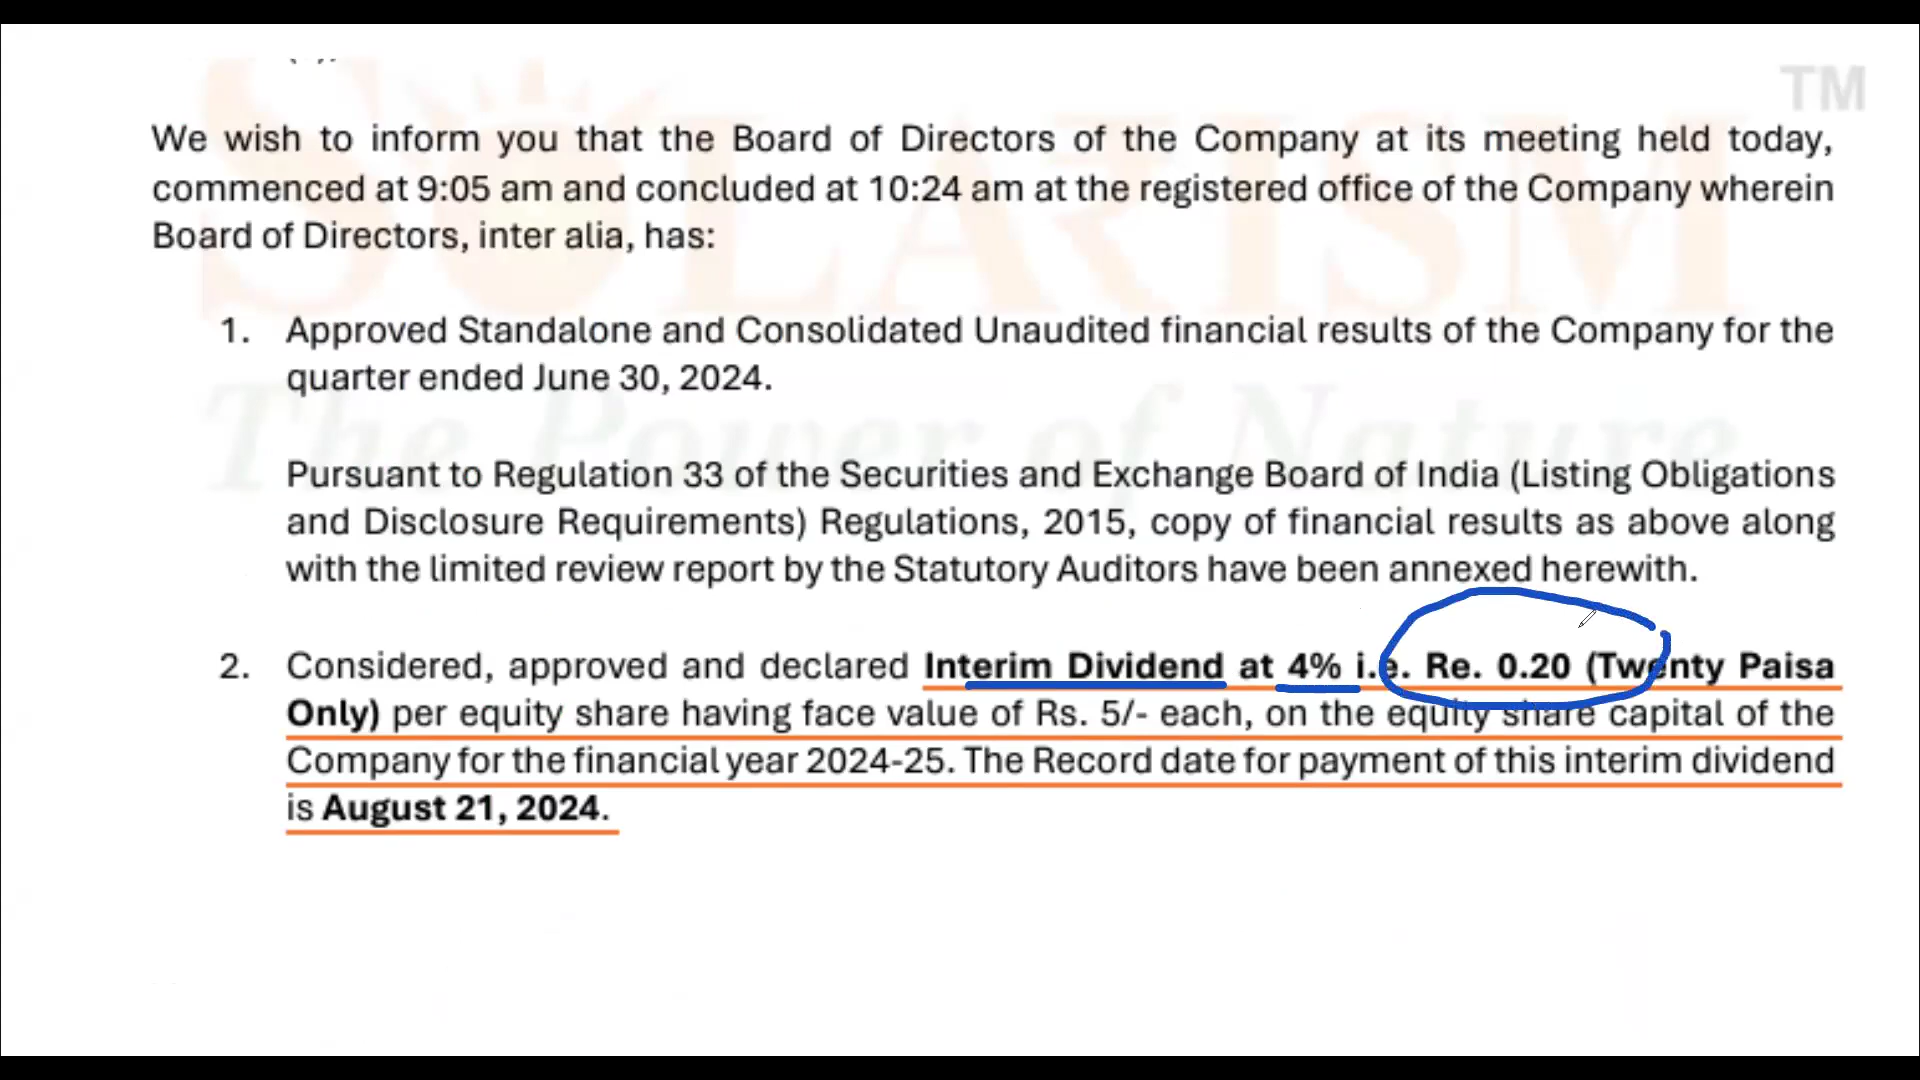 TM
SOLARISM
The Power of Nature
We wish to inform you that the Board of Directors of the Company at its meeting held today,
commenced at 9:05 am and concluded at 10:24 am at the registered office of the Company wherein
Board of Directors, inter alia, has:
1. Approved Standalone and Consolidated Unaudited financial results of the Company for the
quarter ended June 30, 2024.
Pursuant to Regulation 33 of the Securities and Exchange Board of India (Listing Obligations
and Disclosure Requirements) Regulations, 2015, copy of financial results as above along
with the limited review report by the Statutory Auditors have been annexed herewith.
2. Considered, approved and declared Interim Dividend at 4% i.e. Re. 0.20 (Twenty Paisa
Only) per equity share having face value of Rs. 5/- each, on the equity share capital of the
Company for the financial year 2024-25. The Record date for payment of this interim dividend
is August 21, 2024.